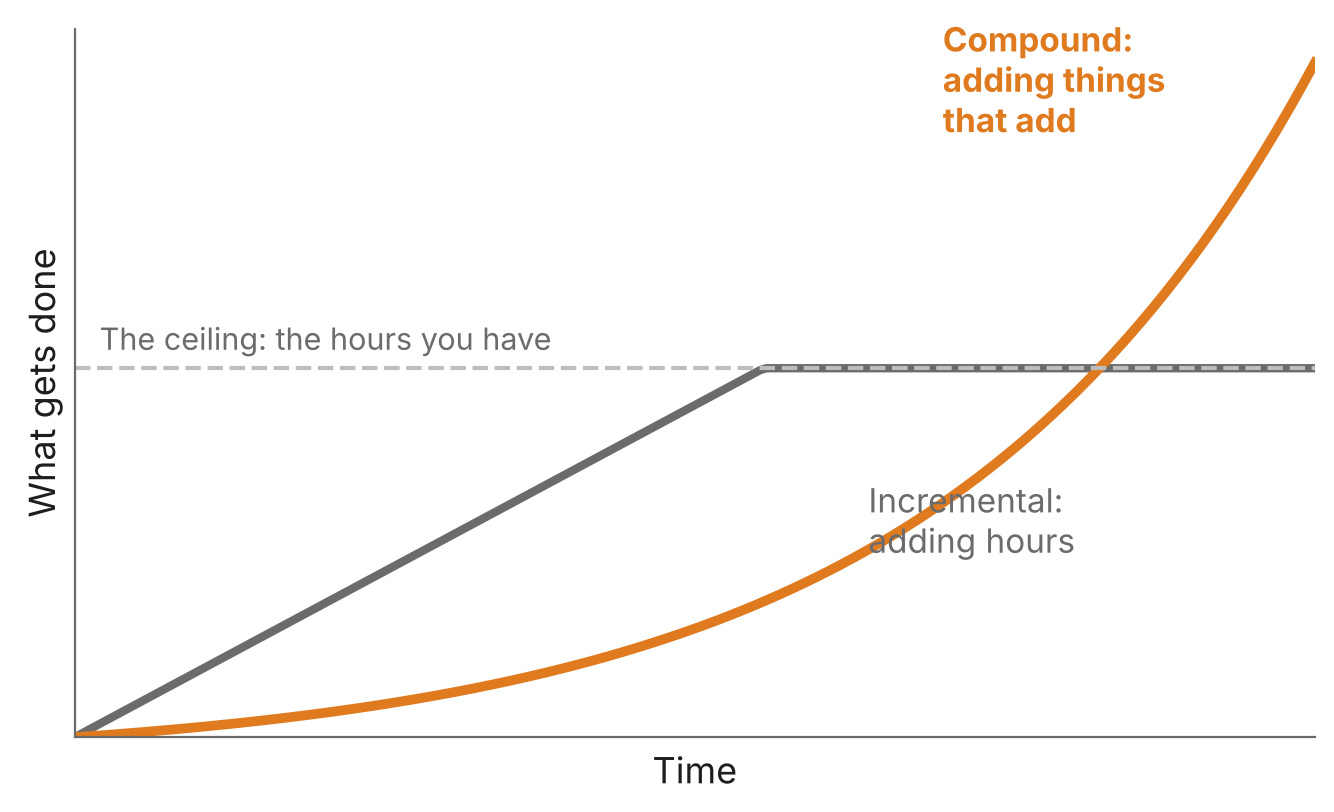 Compound:
adding things
that add
The ceiling: the hours you have
What gets done
Incremental:
adding hours
Time